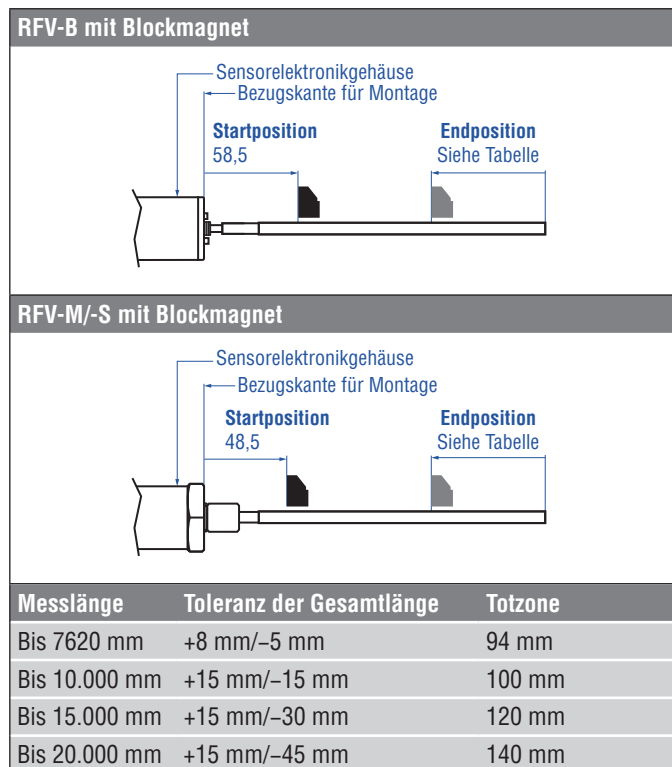 RFV-B mit Blockmagnet
Sensorelektronikgehäuse
Bezugskante für Montage
Startposition
58,5
Endposition
Siehe Tabelle
RFV-M/-S mit Blockmagnet
Sensorelektronikgehäuse
Bezugskante für Montage
Startposition
48,5
Endposition
Siehe Tabelle
Messlänge Toleranz der Gesamtlänge Totzone
Bis 7620 mm +8 mm/−5 mm 94 mm
Bis 10.000 mm +15 mm/−15 mm 100 mm
Bis 15.000 mm +15 mm/−30 mm 120 mm
Bis 20.000 mm +15 mm/−45 mm 140 mm